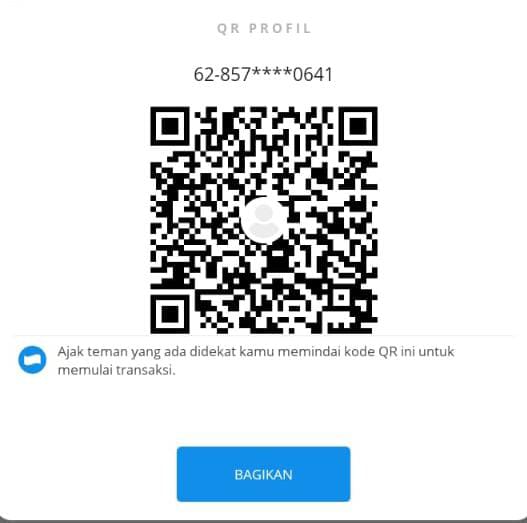 QR PROFIL
62-857****0641
Ajak teman yang ada didekat kamu memindai kode QR ini untuk
memulai transaksi.
BAGIKAN